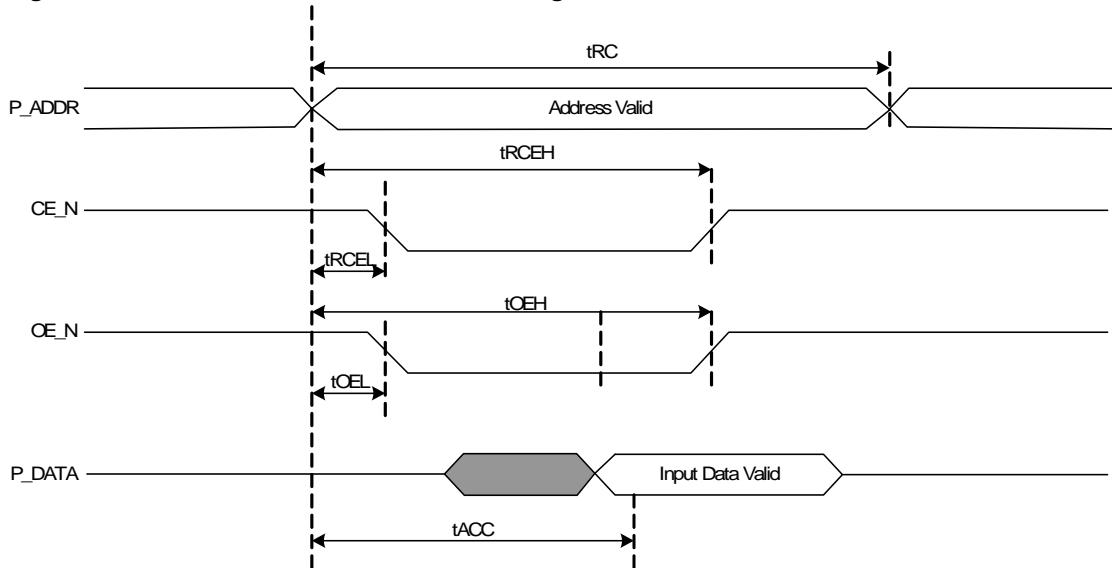 tRC
P_ADDR
Address Valid
tRCEH
CE_N
tRCEL
tOEH
OE_N
tOEL
P_DATA
Input Data Valid
tACC